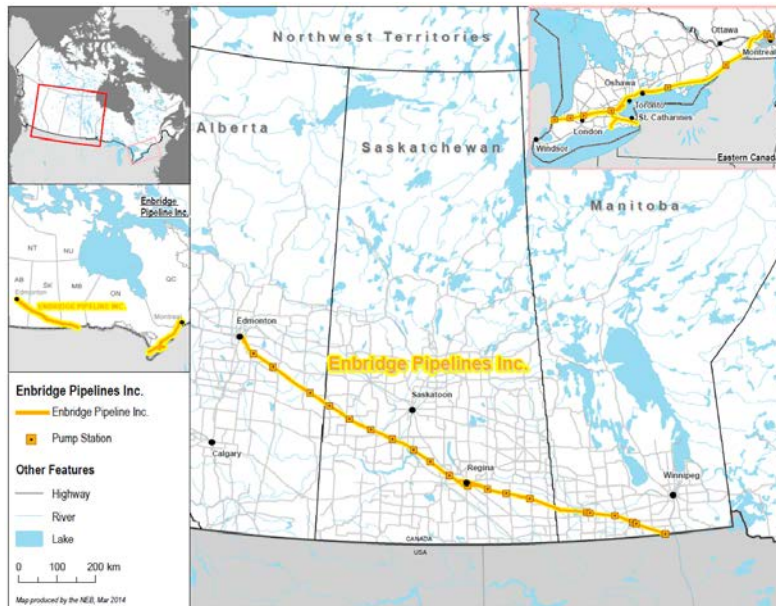 Northwest Territories
Alberta
Saskatchewan
Manitoba
Edmonton
Enbridge Pipelines Inc.
Saskatoon
Calgary
Regina
Winnipeg
CANADA
USA
Ottawa
Montreal
Oshawa
Toronto
St. Catharines
London
Windsor
Eastern Canada
Enbridge
Pipeline Inc.
NT
NU
AB
SK
MB
ON
QC
Edmonton
ENBRIDGE PIPELINE INC.
Montreal
Enbridge Pipelines Inc.
Enbridge Pipeline Inc.
Pump Station
Other Features
Highway
River
Lake
0 100 200 km
Map produced by the NEB, Mar 2014